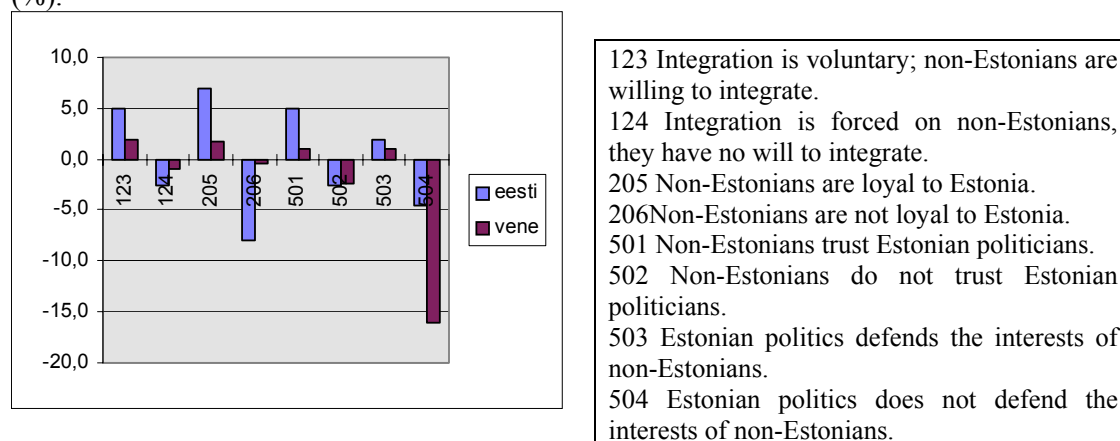 (%).
10,0
5,0
0,0
-5,0
-10,0
-15,0
-20,0
123
124
205
206
501
502
503
504
eesti
vene
123 Integration is voluntary; non-Estonians are
willing to integrate.
124 Integration is forced on non-Estonians,
they have no will to integrate.
205 Non-Estonians are loyal to Estonia.
206Non-Estonians are not loyal to Estonia.
501 Non-Estonians trust Estonian politicians.
502 Non-Estonians do not trust Estonian
politicians.
503 Estonian politics defends the interests of
non-Estonians.
504 Estonian politics does not defend the
interests of non-Estonians.